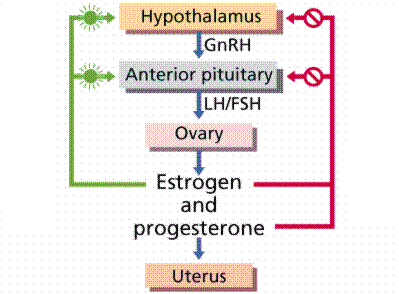 Hypothalamus
GnRH
Anterior pituitary
LH/FSH
Ovary
Estrogen
and
progesterone
Uterus